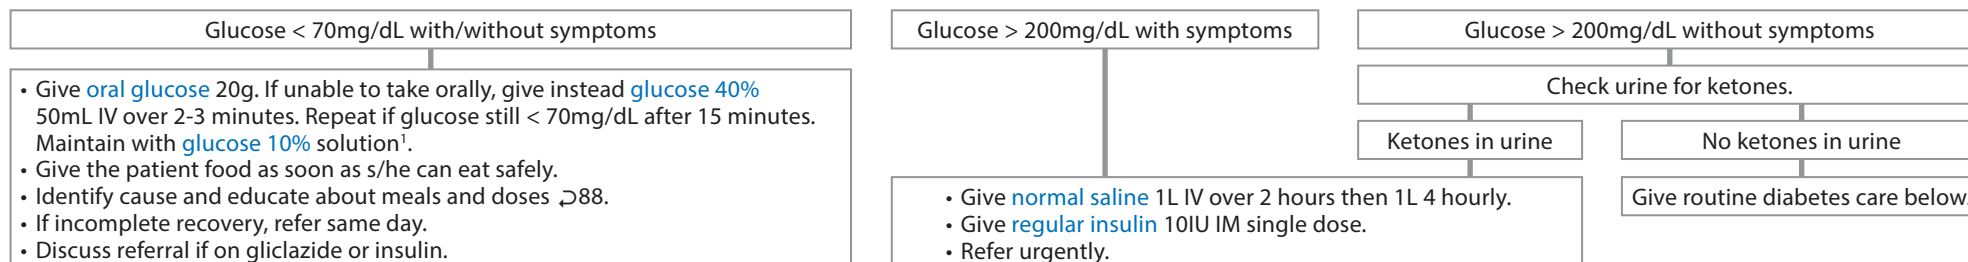 Glucose < 70mg/dL with/without symptoms
• Give oral glucose 20g. If unable to take orally, give instead glucose 40%
50mL IV over 2-3 minutes. Repeat if glucose still < 70mg/dL after 15 minutes.
Maintain with glucose 10% solution¹.
• Give the patient food as soon as s/he can eat safely.
• Identify cause and educate about meals and doses ⊃88.
• If incomplete recovery, refer same day.
• Discuss referral if on gliclazide or insulin.
Glucose > 200mg/dL with symptoms
Glucose > 200mg/dL without symptoms
Check urine for ketones.
Ketones in urine
No ketones in urine
• Give normal saline 1L IV over 2 hours then 1L 4 hourly.
• Give regular insulin 10IU IM single dose.
• Refer urgently.
Give routine diabetes care below.